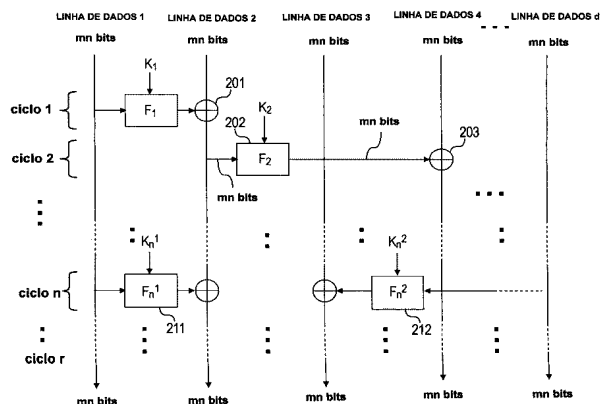 LINHA DE DADOS 1 LINHA DE DADOS 2 LINHA DE DADOS 3 LINHA DE DADOS 4 LINHA DE DADOS d
mn bits mn bits mn bits mn bits mn bits
K1 201
ciclo 1 F1
202 K2 mn bits 203
ciclo 2 F2
mn bits
Kn1 Kn2
ciclo n Fn1 Fn2
211 212
ciclo r
mn bits mn bits mn bits mn bits mn bits